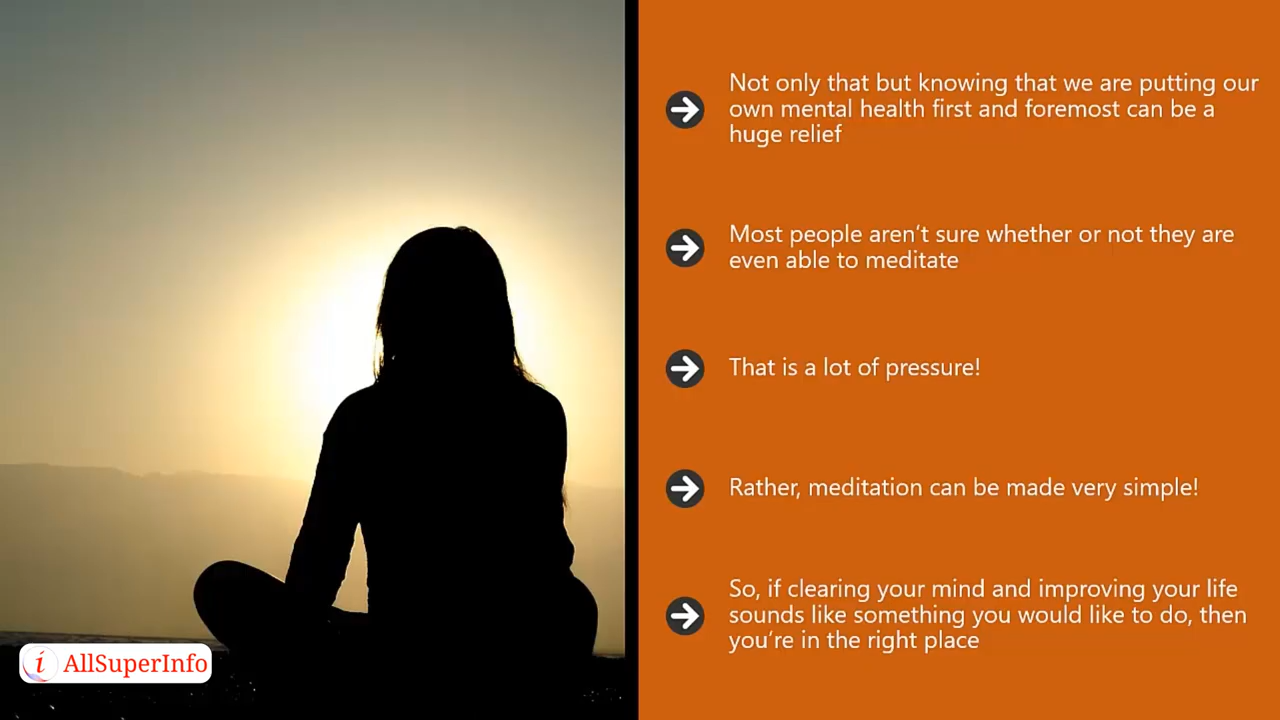 Not only that but knowing that we are putting our
own mental health first and foremost can be a
huge relief
Most people aren't sure whether or not they are
even able to meditate
That is a lot of pressure!
Rather, meditation can be made very simple!
So, if clearing your mind and improving your life
sounds like something you would like to do, then
you're in the right place
i AllSuperInfo